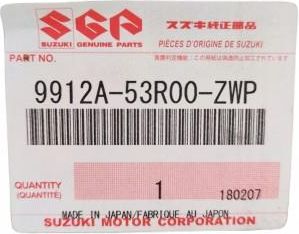 SGP
スズキ純正部品
SUZUKI
GENUINE PARTS
PIÈCES D'ORIGINE DE SUZUKI
PART NO.
9912A-53R00-ZWP
QUANTITY
(QUANTITÉ)
1
180207
MADE IN JAPAN/FABRIQUE AU JAPON
SUZUKI MOTOR CORPORATION